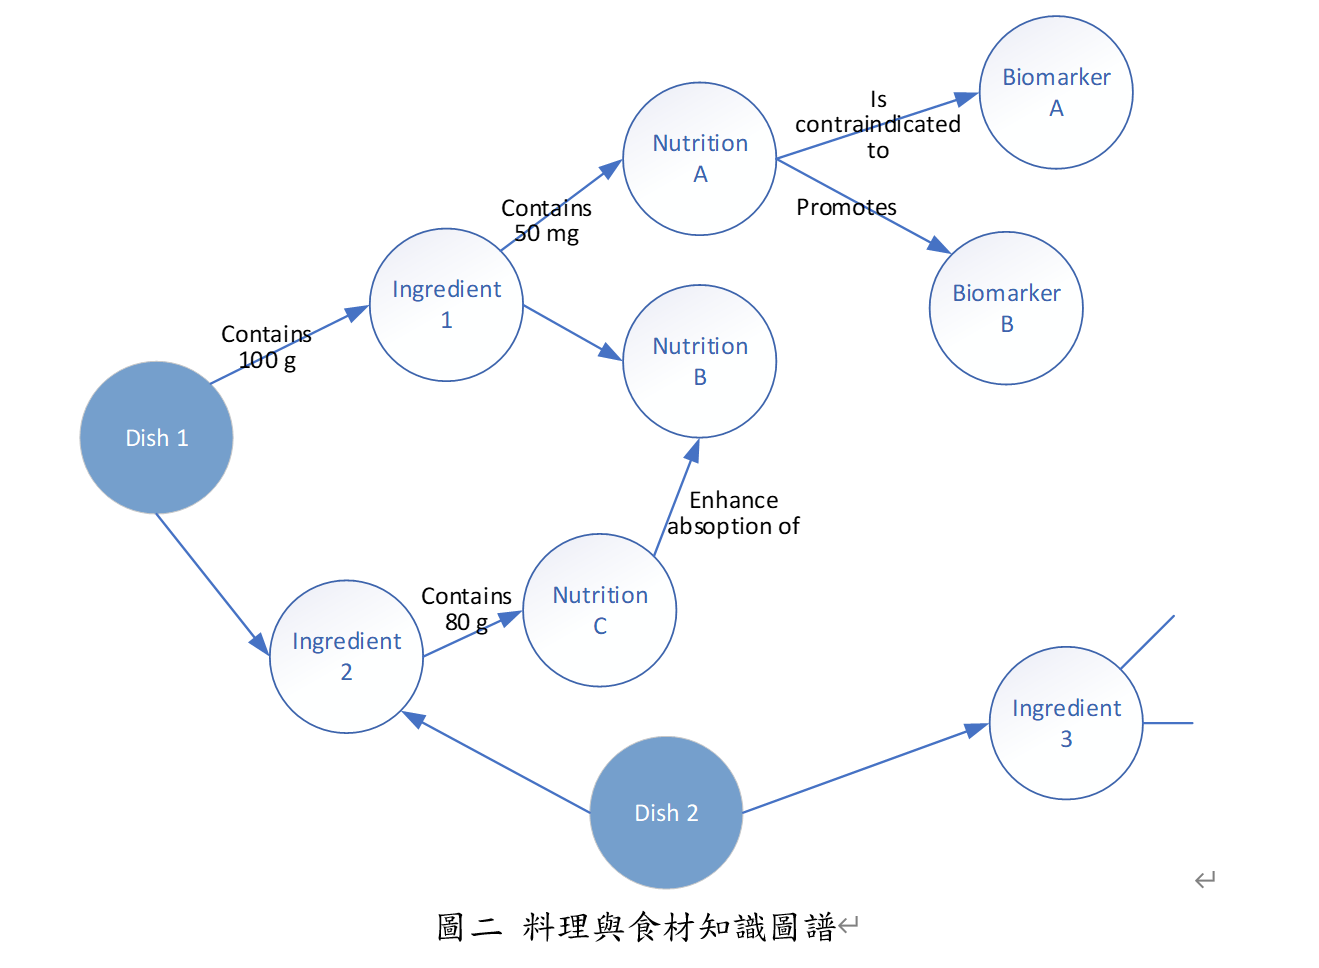 Biomarker
A
Is
contraindicated
to
Nutrition
A
Promotes
Contains
50 mg
Biomarker
B
Ingredient
1
Nutrition
B
Contains
100 g
Dish 1
Enhance
absoption of
Contains
80 g
Nutrition
C
Ingredient
2
Ingredient
3
Dish 2
圖二 料理與食材知識圖譜